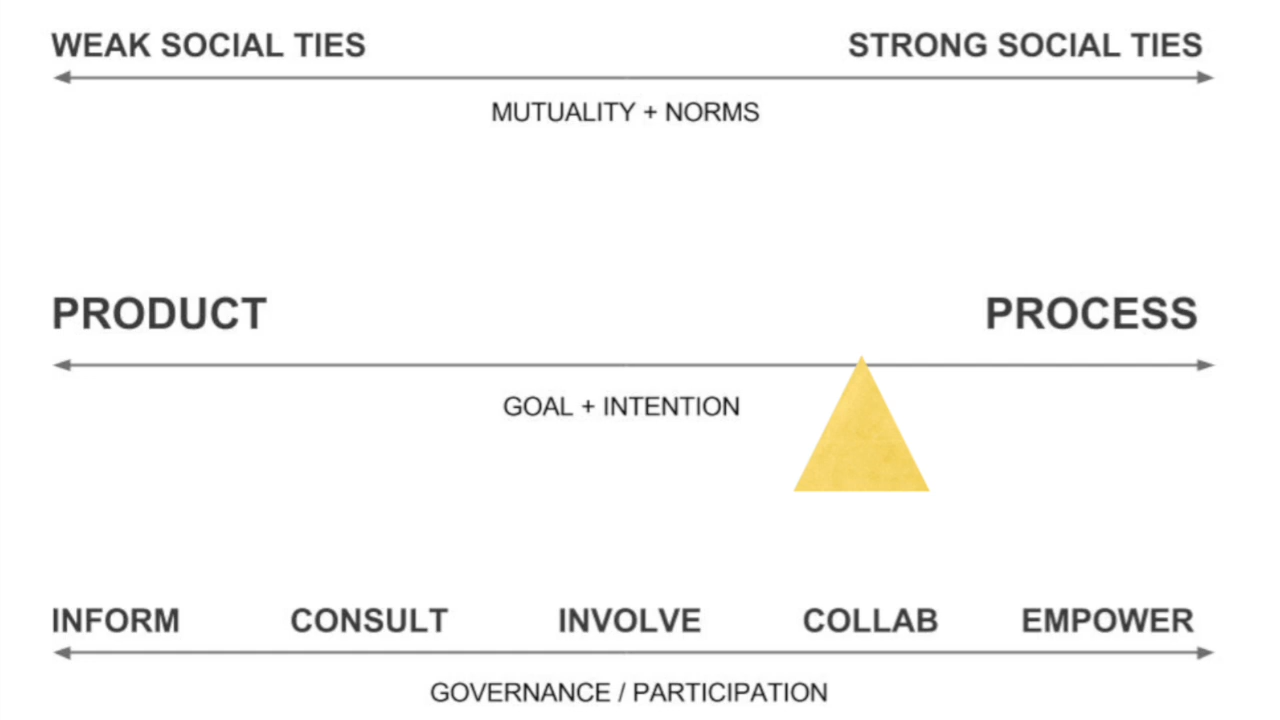 WEAK SOCIAL TIES STRONG SOCIAL TIES
MUTUALITY + NORMS
PRODUCT PROCESS
GOAL + INTENTION
INFORM CONSULT INVOLVE COLLAB EMPOWER
GOVERNANCE / PARTICIPATION